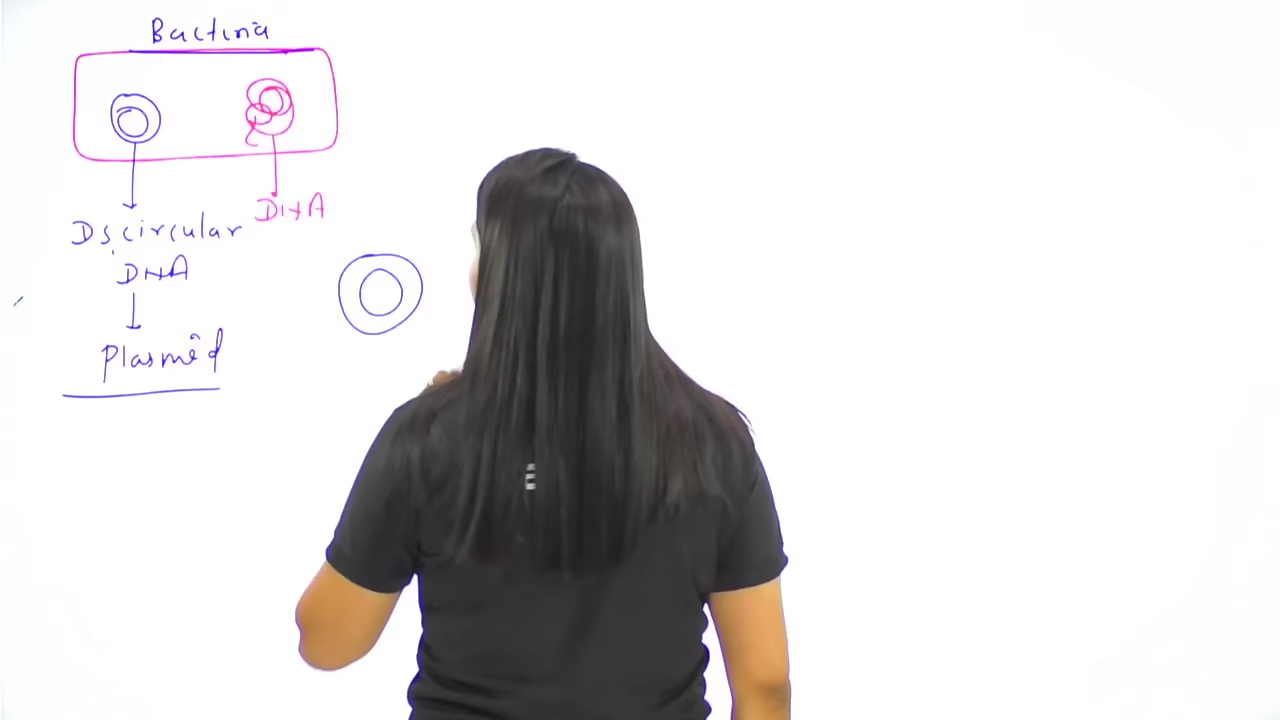 Bacteria
DNA
Ds circular
DNA
Plasmid